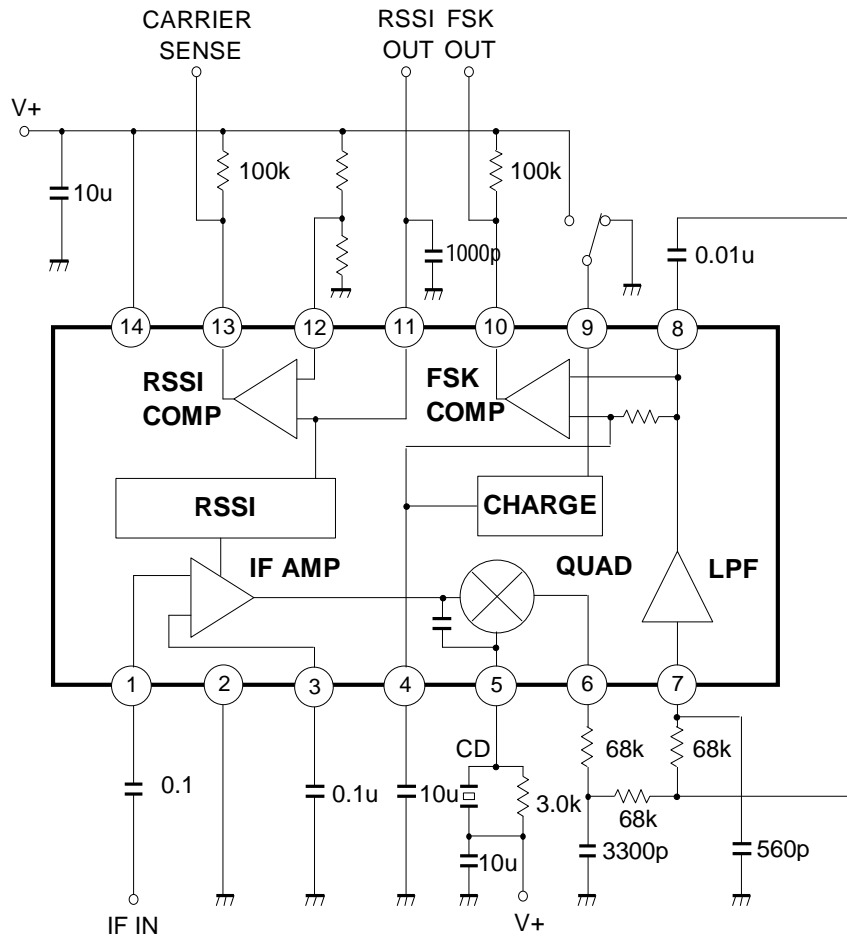 CARRIER
SENSE
RSSI
OUT
FSK
OUT
V+
10u
100k
1000p
100k
0.01u
14
13
12
11
10
9
8
RSSI
COMP
FSK
COMP
RSSI
CHARGE
IF AMP
QUAD
LPF
1
2
3
4
5
6
7
0.1
0.1u
10u
CD
3.0k
10u
68k
68k
68k
3300p
560p
IF IN
V+